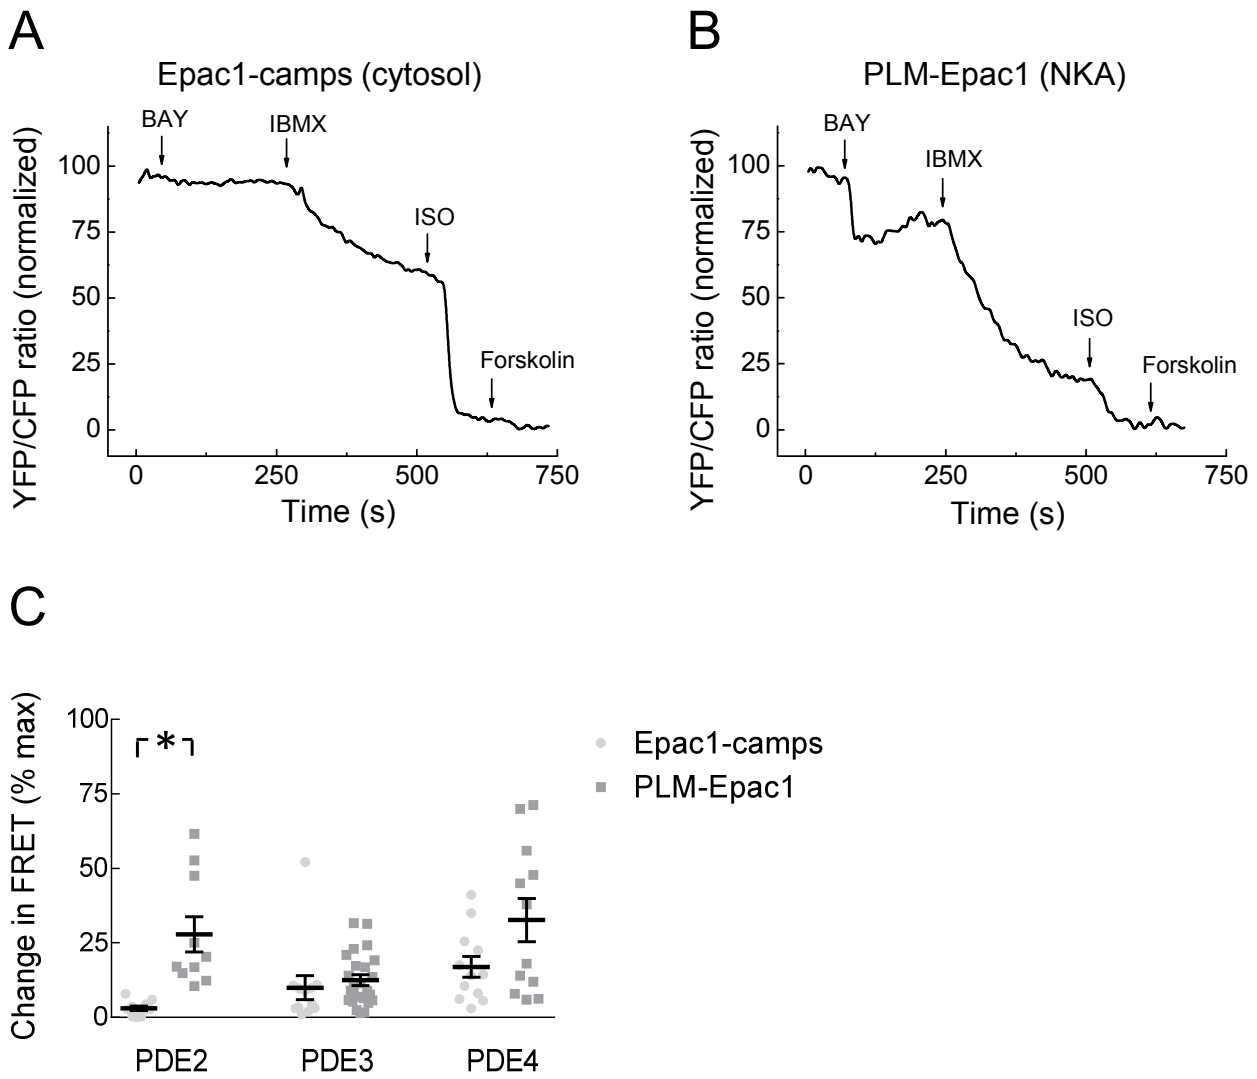 A
Epac1-camps (cytosol)
YFP/CFP ratio (normalized)
100
75
50
25
0
BAY
IBMX
ISO
Forskolin
0 250 500 750
Time (s)
B
PLM-Epac1 (NKA)
YFP/CFP ratio (normalized)
100
75
50
25
0
BAY
IBMX
ISO
Forskolin
0 250 500 750
Time (s)
C
Change in FRET (% max)
100
75
50
25
0
*
PDE2 PDE3 PDE4
Epac1-camps
PLM-Epac1